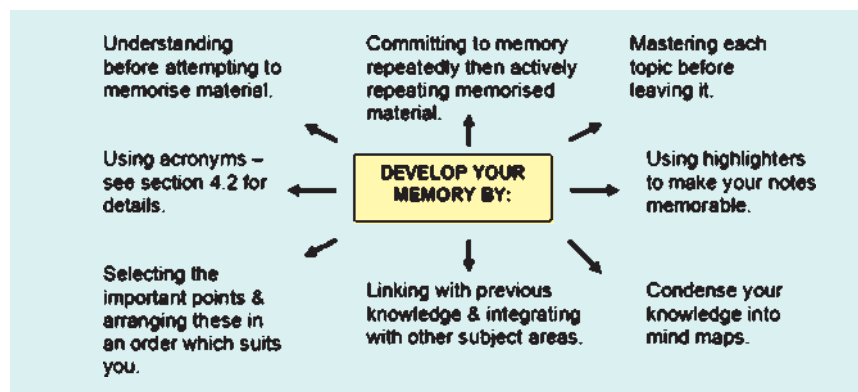 Understanding
before attempting to
memorise material.
Committing to memory
repeatedly then actively
repeating memorised
material.
Mastering each
topic before
leaving it.
Using acronyms –
see section 4.2 for
details.
DEVELOP YOUR
MEMORY BY:
Using highlighters
to make your notes
memorable.
Selecting the
important points &
arranging these in
an order which suits
you.
Linking with previous
knowledge & integrating
with other subject areas.
Condense your
knowledge into
mind maps.